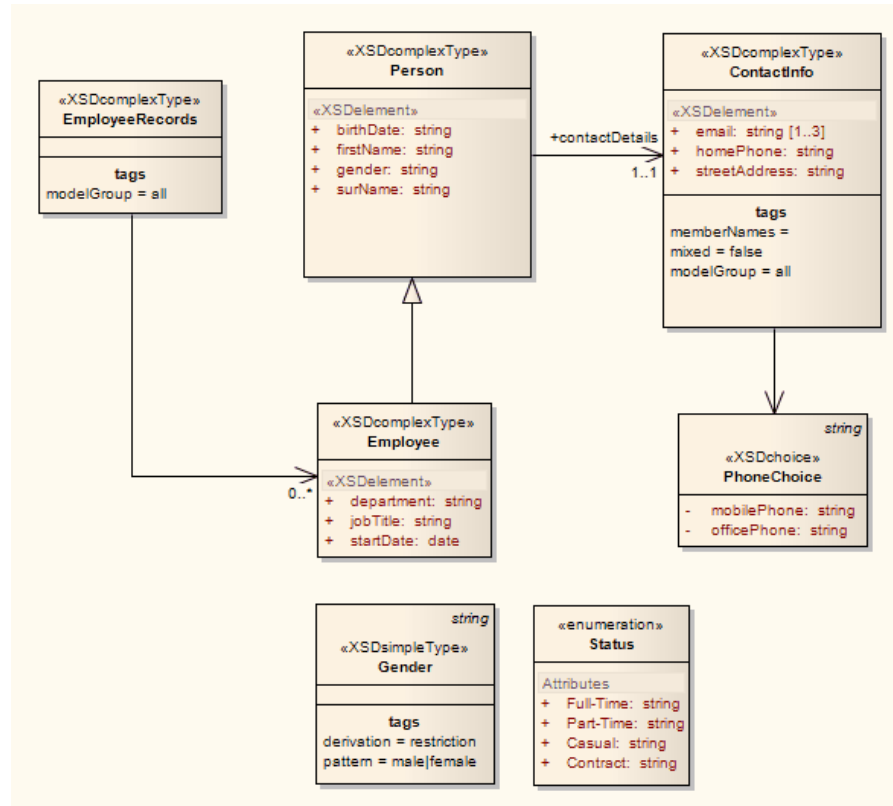 «XSDcomplexType»
EmployeeRecords
tags
modelGroup = all
«XSDcomplexType»
Person
«XSDelement»
+ birthDate: string
+ firstName: string
+ gender: string
+ surName: string
+contactDetails
1..1
«XSDcomplexType»
ContactInfo
«XSDelement»
+ email: string [1..3]
+ homePhone: string
+ streetAddress: string
tags
memberNames =
mixed = false
modelGroup = all
0..*
«XSDcomplexType»
Employee
«XSDelement»
+ department: string
+ jobTitle: string
+ startDate: date
string
«XSDchoice»
PhoneChoice
- mobilePhone: string
- officePhone: string
string
«XSDsimpleType»
Gender
tags
derivation = restriction
pattern = male|female
«enumeration»
Status
Attributes
+ Full-Time: string
+ Part-Time: string
+ Casual: string
+ Contract: string